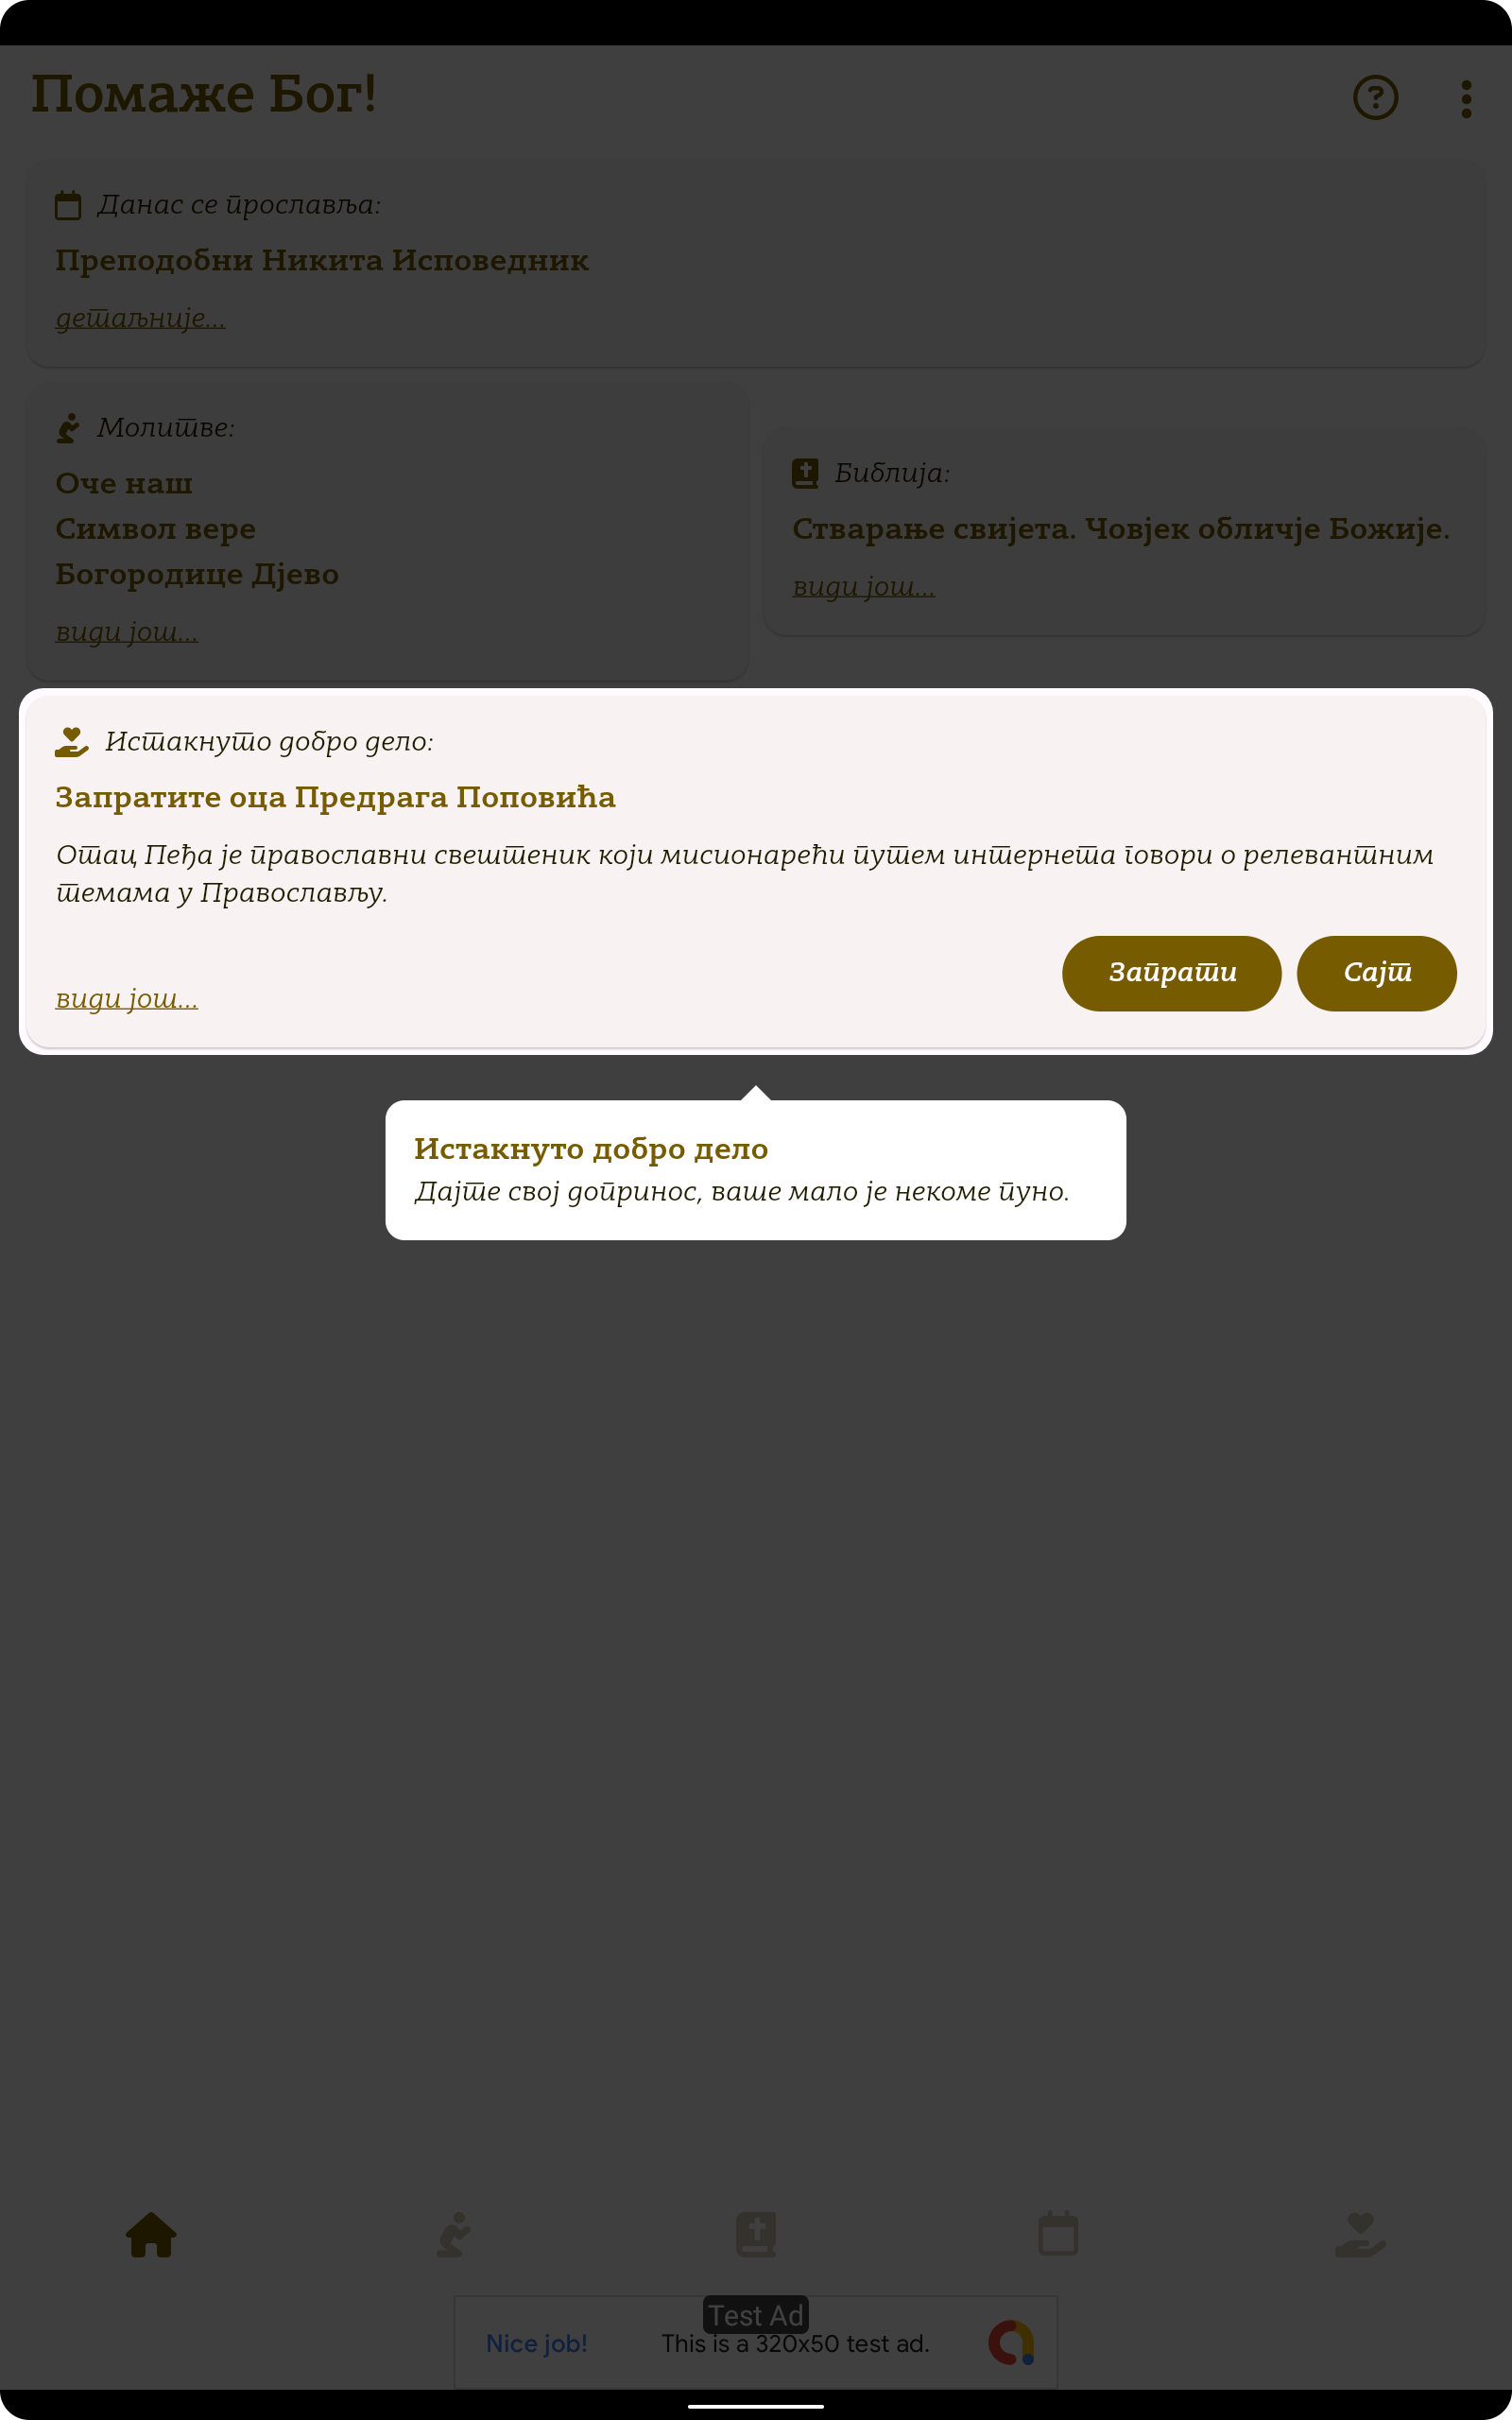 Помаже Бог!
Данас се прославља:
Преподобни Никита Исповедник
детаљније...
Молитве:
Оче наш
Символ вере
Богородице Дјево
види још...
Библија:
Стварање свијета. Човјек обличје Божије.
види још...
Истакнуто добро дело:
Запратите оца Предрага Поповића
Отац Пеђа је православни свештеник који мисионарећи путем интернета говори о релевантним
темама у Православљу.
Запрати
Сајт
види још...
Истакнуто добро дело
Дајте свој допринос, ваше мало је некоме пуно.
Test Ad
Nice job!
This is a 320x50 test ad.